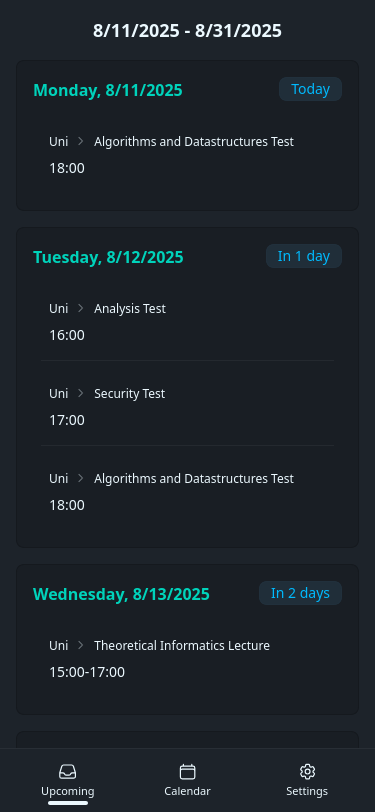 8/11/2025 - 8/31/2025
Monday, 8/11/2025 Today
Uni > Algorithms and Datastructures Test
18:00
Tuesday, 8/12/2025 In 1 day
Uni > Analysis Test
16:00
Uni > Security Test
17:00
Uni > Algorithms and Datastructures Test
18:00
Wednesday, 8/13/2025 In 2 days
Uni > Theoretical Informatics Lecture
15:00-17:00
Upcoming Calendar Settings